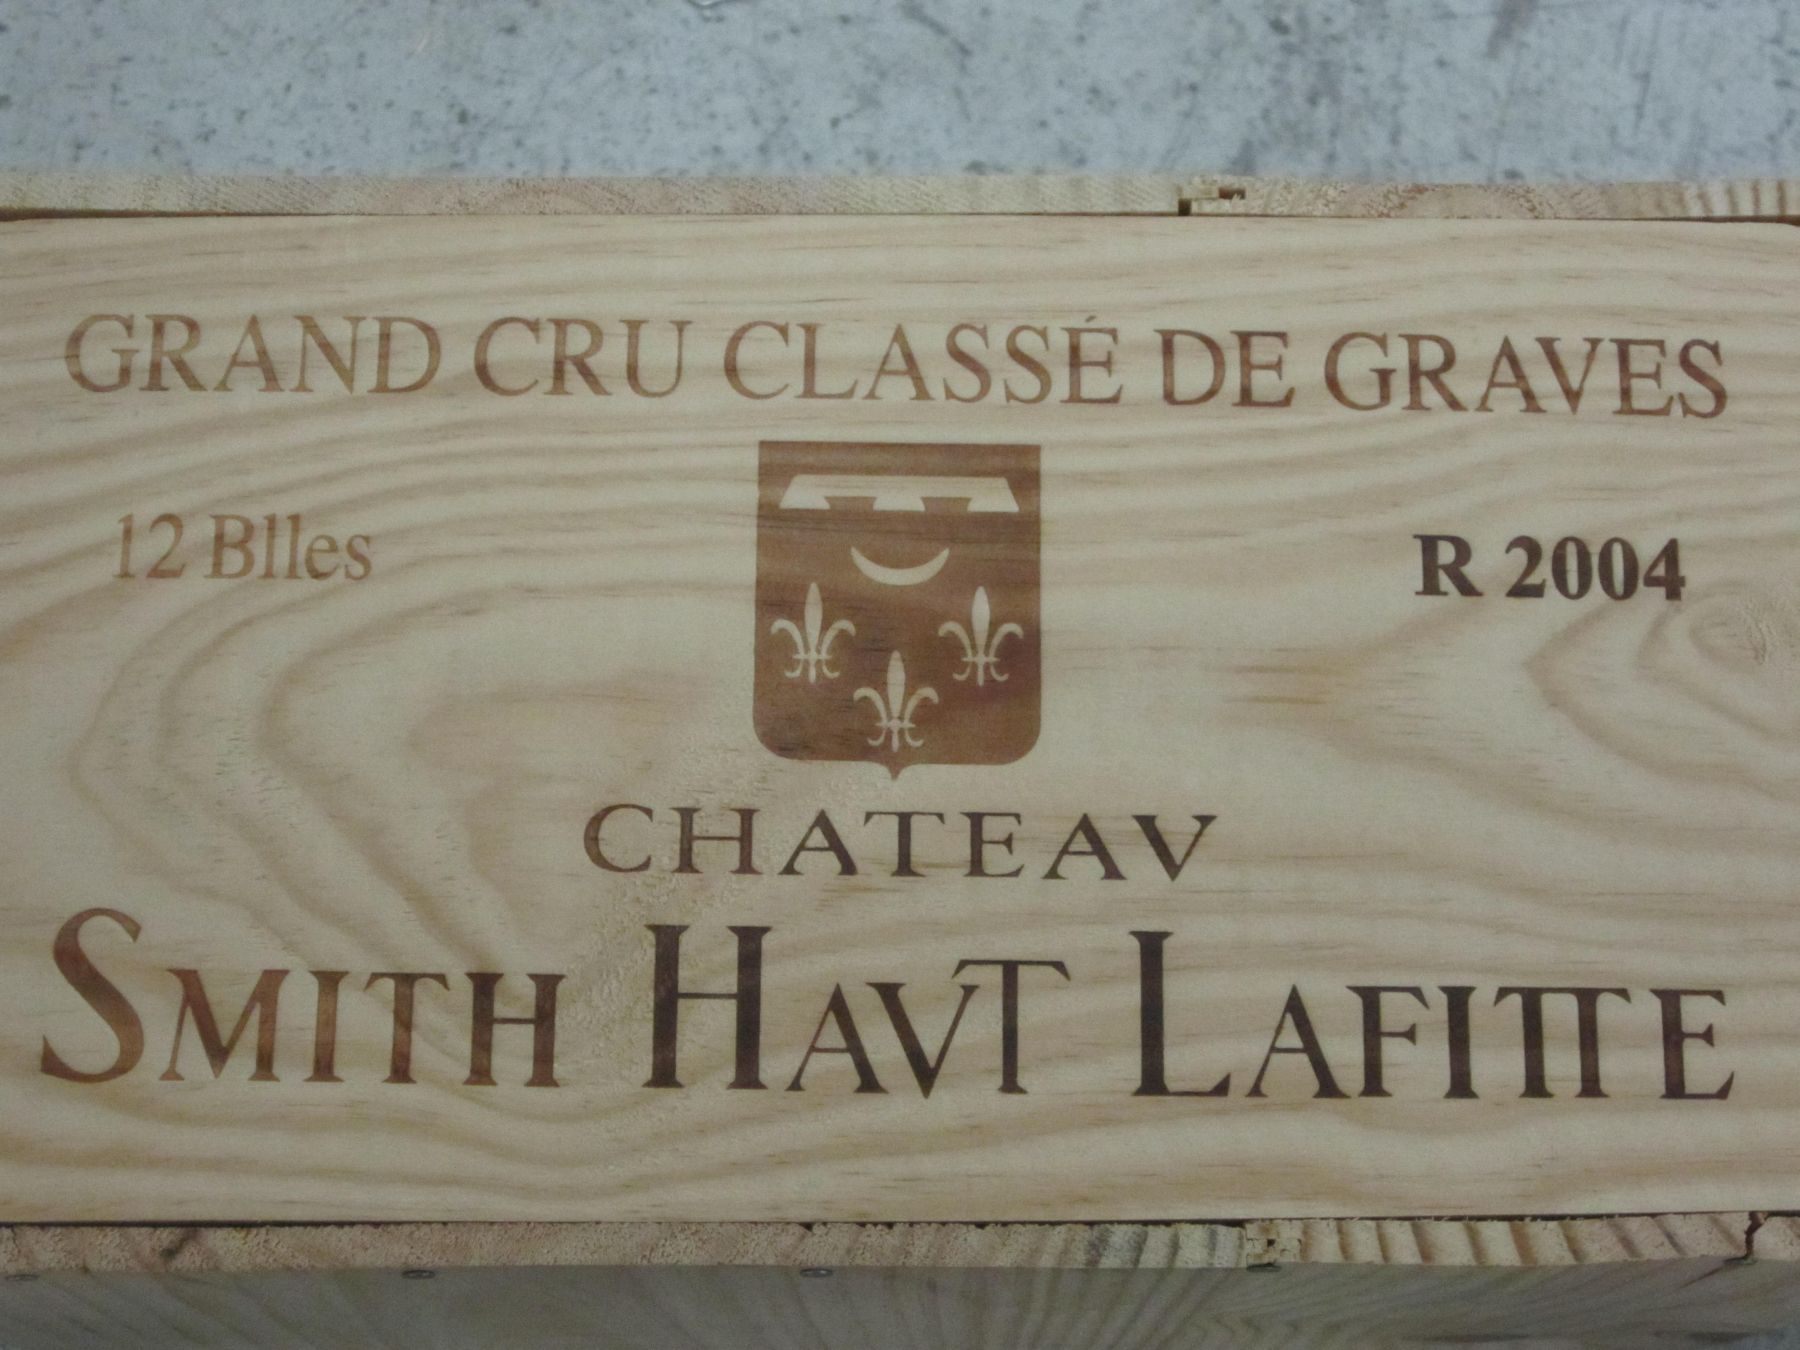 GRAND CRU CLASSÉ DE GRAVES
12 Blles
R 2004
CHATEAV
SMITH HAVT LAFITTE